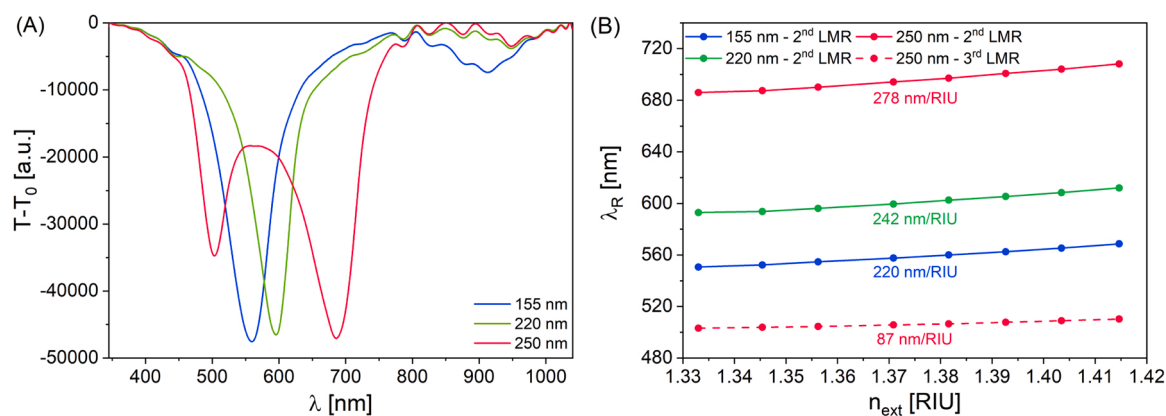 (A)
0
-10000
-20000
-30000
-40000
-50000
T-T₀ [a.u.]
400 500 600 700 800 900 1000
λ [nm]
155 nm
220 nm
250 nm
(B)
720
680
640
600
560
520
480
λR [nm]
155 nm - 2nd LMR 250 nm - 2nd LMR
220 nm - 2nd LMR 250 nm - 3rd LMR
278 nm/RIU
242 nm/RIU
220 nm/RIU
87 nm/RIU
1.33 1.34 1.35 1.36 1.37 1.38 1.39 1.40 1.41 1.42
next [RIU]